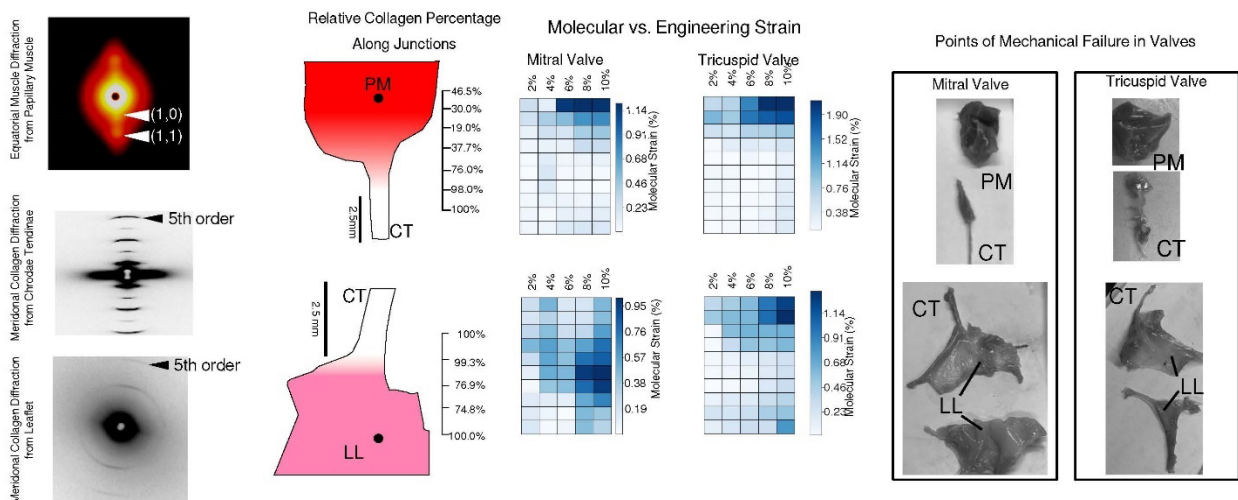 Equatorial Muscle Diffraction
from Papillary Muscle
(1,0)
(1,1)
Meridonal Collagen Diffraction
from Chrodae Tendinae
5th order
Meridonal Collagen Diffraction
from Leafflet
5th order
Relative Collagen Percentage
Along Junctions
PM
46.5%
30.0%
19.0%
37.7%
76.0%
98.0%
100%
2.5mm
CT
CT
2.5 mm
100%
99.3%
76.9%
74.8%
100.0%
LL
Molecular vs. Engineering Strain
Mitral Valve
2% 4% 6% 8% 10%
1.14
0.91
0.68
0.46
0.23
Molecular Strain (%)
Tricuspid Valve
2% 4% 6% 8% 10%
1.90
1.52
1.14
0.76
0.38
Molecular Strain (%)
2% 4% 6% 8% 10%
0.95
0.76
0.57
0.38
0.19
Molecular Strain (%)
2% 4% 6% 8% 10%
1.14
0.91
0.68
0.46
0.23
Molecular Strain (%)
Points of Mechanical Failure in Valves
Mitral Valve
PM
CT
CT
LL
Tricuspid Valve
PM
CT
CT
LL